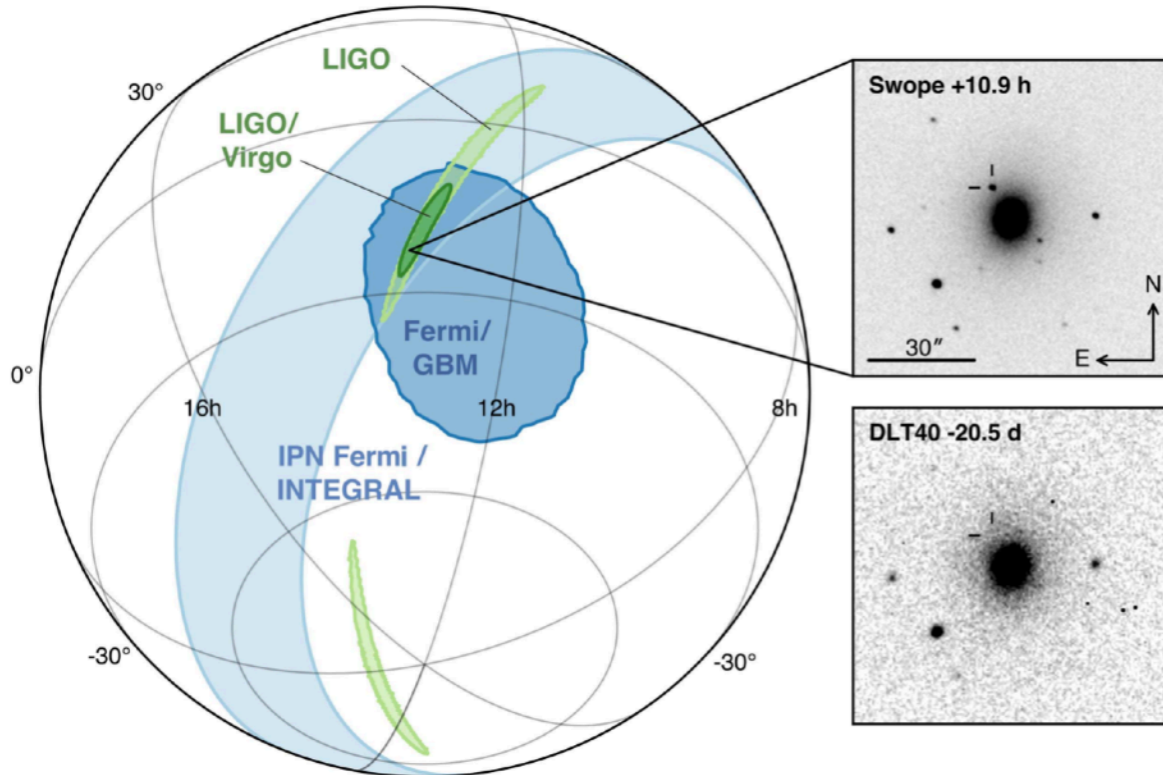 LIGO
30°
LIGO/
Virgo
Fermi/
GBM
0°
16h
12h
8h
IPN Fermi /
INTEGRAL
-30°
-30°
Swope +10.9 h
N
30″
E
DLT40 -20.5 d